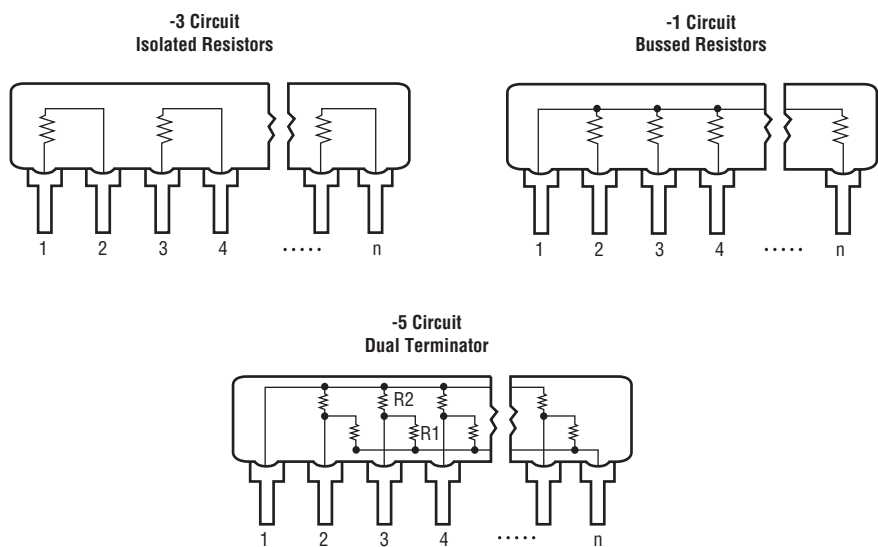 -3 Circuit
Isolated Resistors
1 2 3 4 ..... n
-1 Circuit
Bussed Resistors
1 2 3 4 ..... n
-5 Circuit
Dual Terminator
R2
R1
1 2 3 4 ..... n